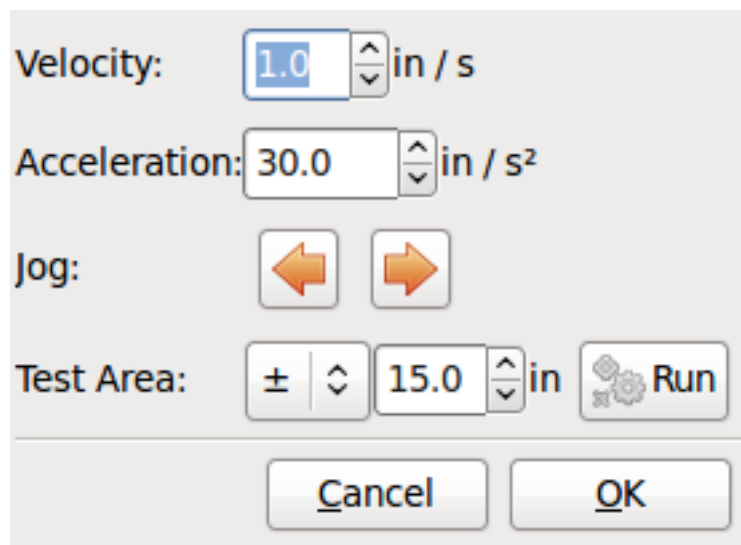 Velocity: 1.0 in / s
Acceleration: 30.0 in / s²
Jog:
Test Area: ± 15.0 in Run
Cancel OK